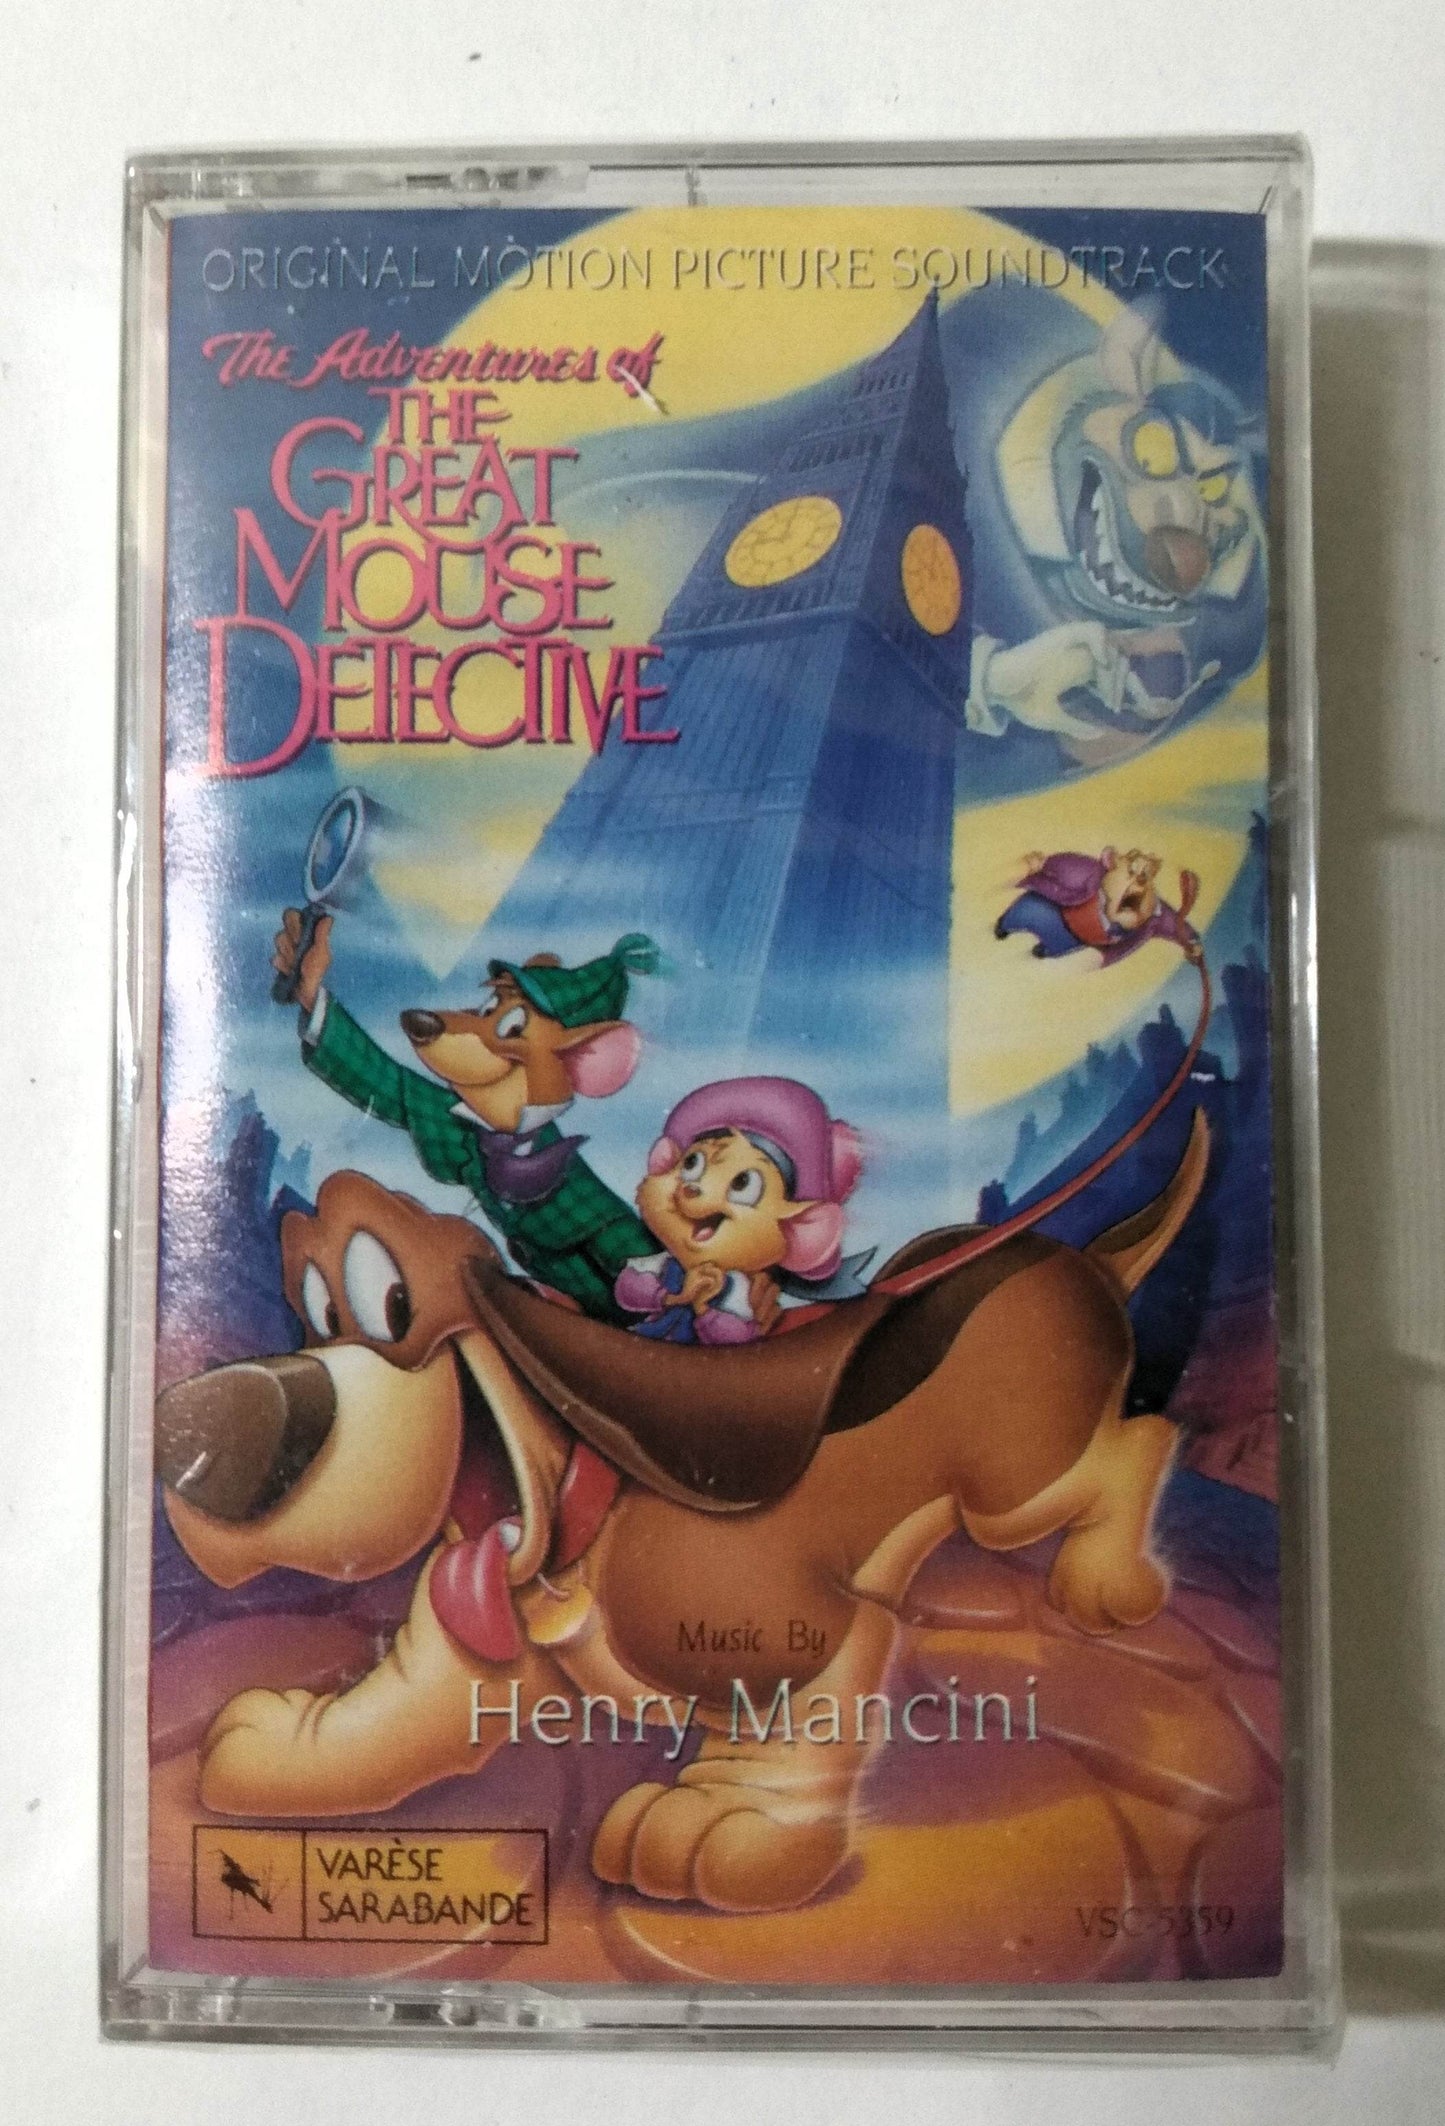 ORIGINAL MOTION PICTURE SOUNDTRACK
The Adventures of
THE
GREAT
MOUSE
DETECTIVE
Music By
Henry Mancini
VARÈSE
SARABANDE
VSC-5359